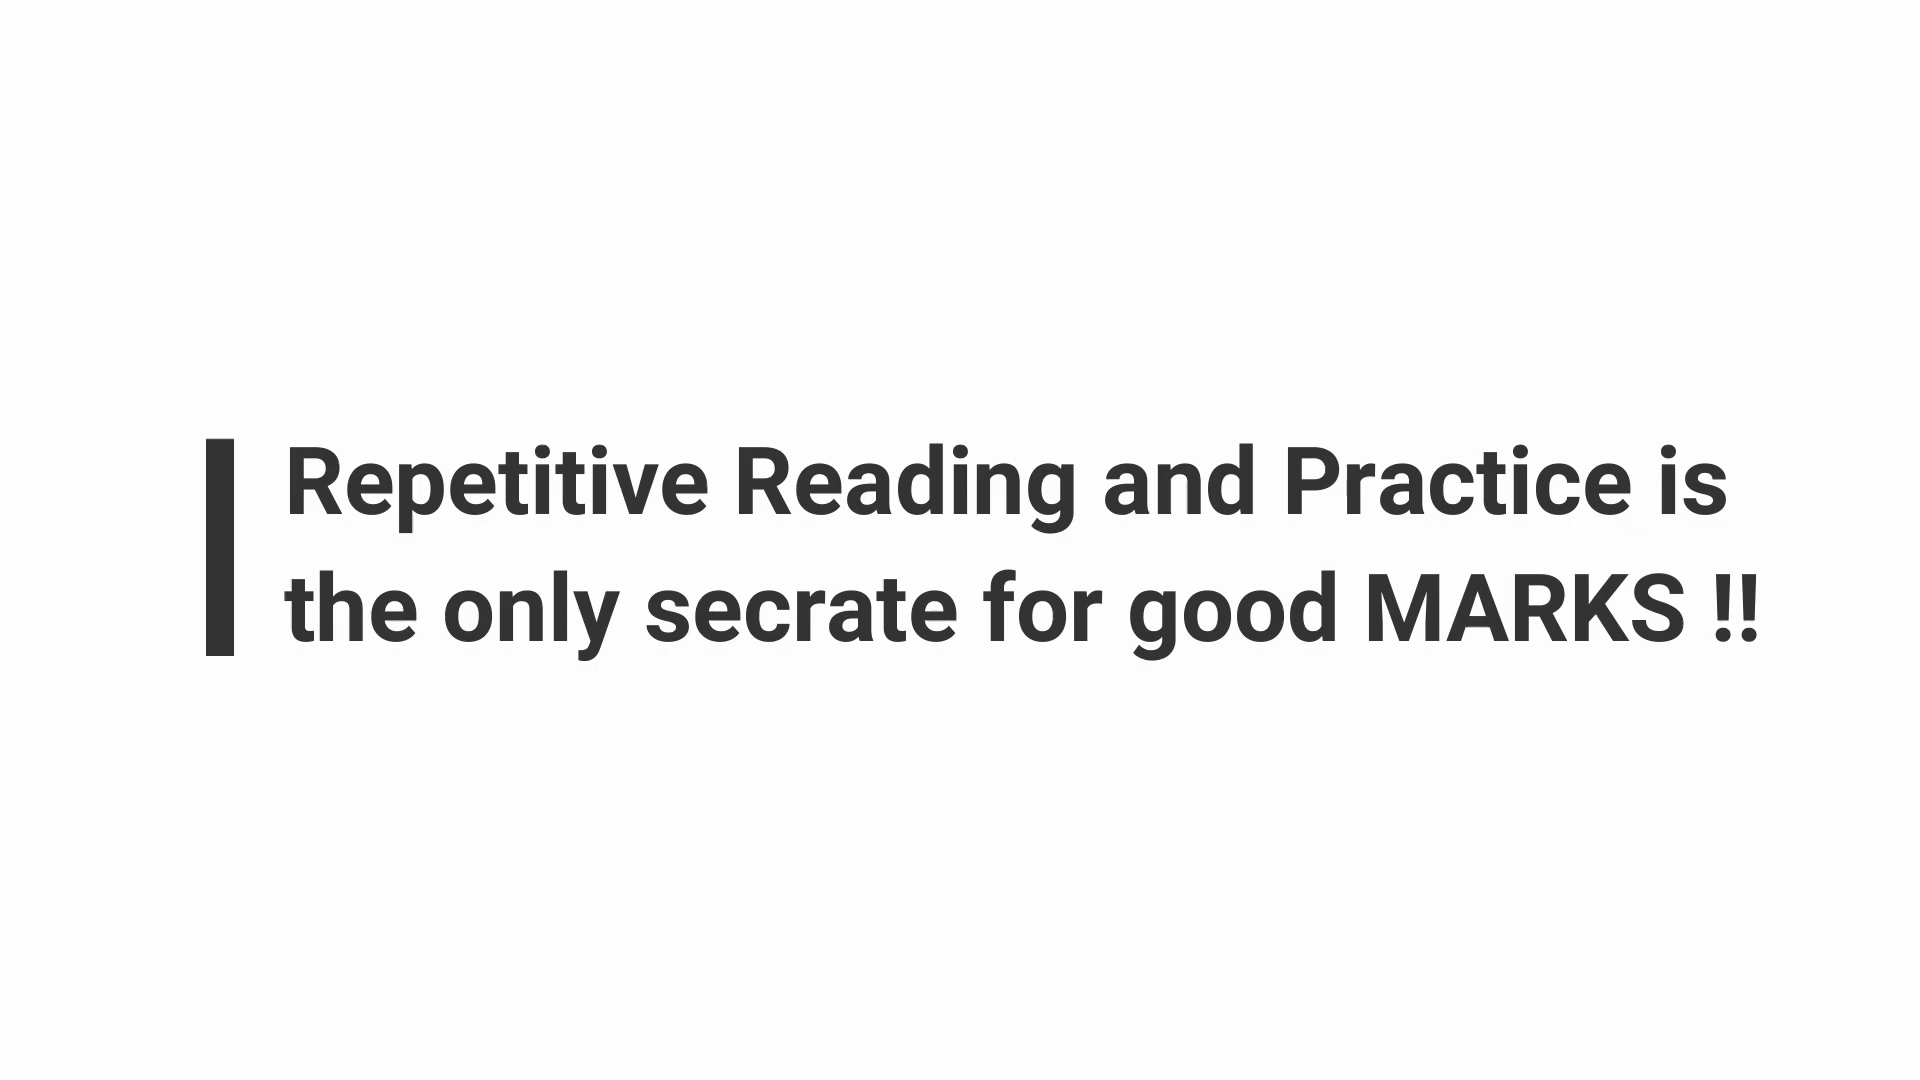 Repetitive Reading and Practice is
the only secrate for good MARKS !!